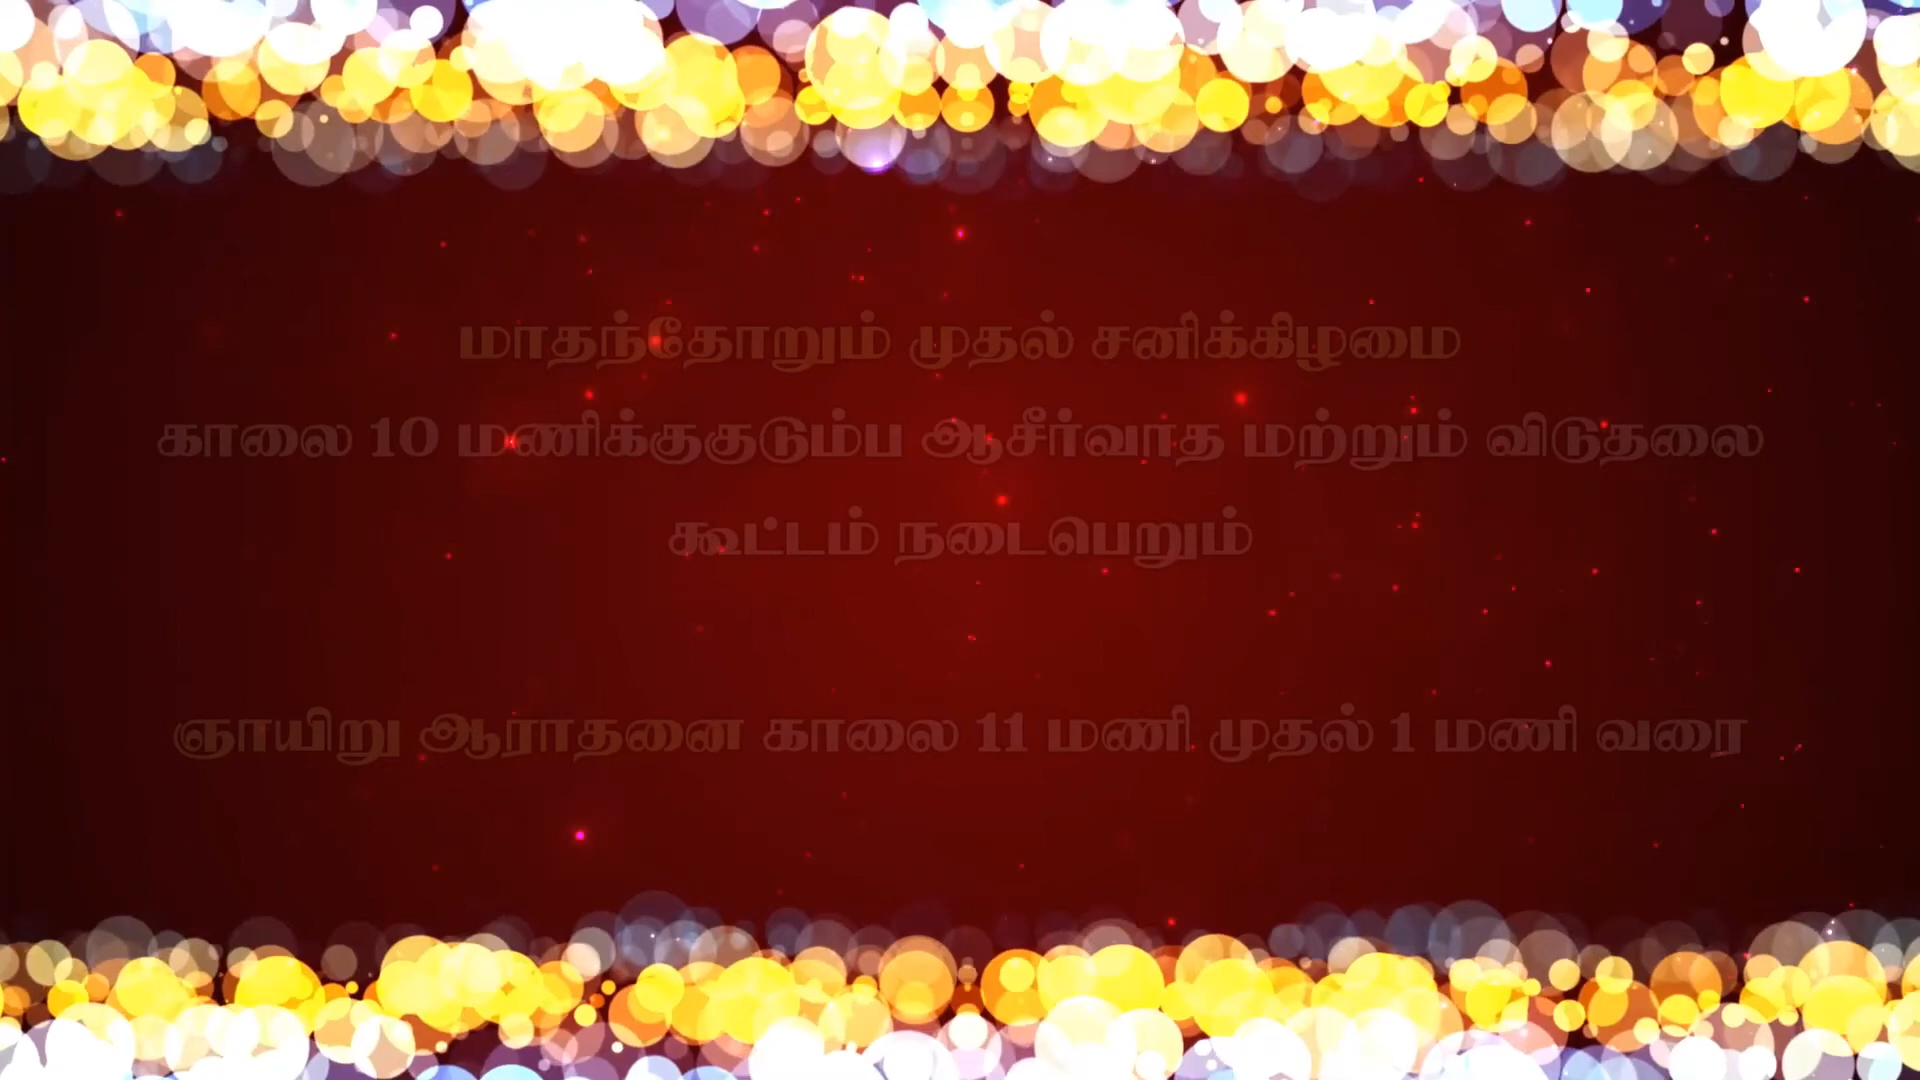 மாதந்தோறும் முதல் சனிக்கிழமை
காலை 10 மணிக்குகுடும்ப ஆசீர்வாத மற்றும் விடுதலை
கூட்டம் நடைபெறும்
ஞாயிறு ஆராதனை காலை 11 மணி முதல் 1 மணி வரை